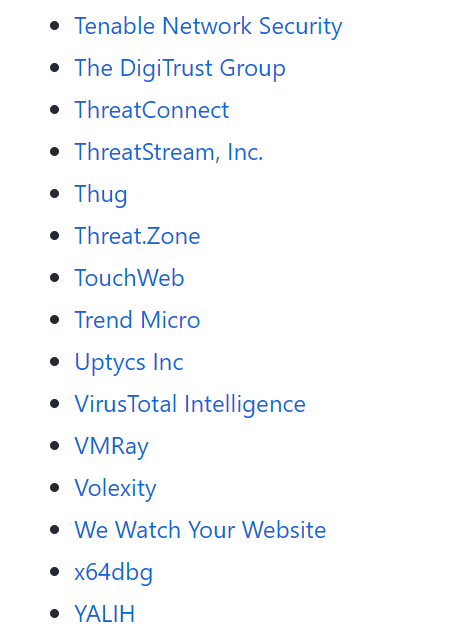 Tenable Network Security
The DigiTrust Group
ThreatConnect
ThreatStream, Inc.
Thug
Threat.Zone
TouchWeb
Trend Micro
Uptycs Inc
VirusTotal Intelligence
VMRay
Volexity
We Watch Your Website
x64dbg
YALIH